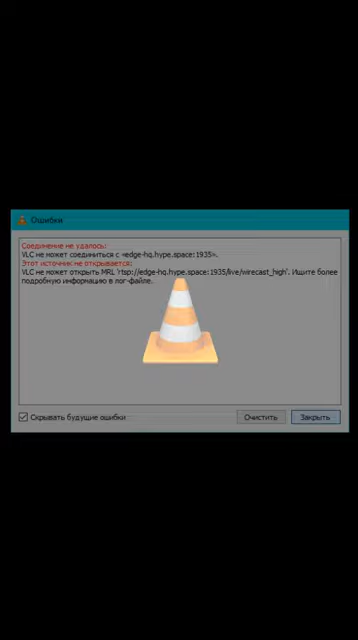 Ошибки
Соединение не удалось:
VLC не может соединиться с «edge-hq.hype.space:1935».
Этот источник не открывается:
VLC не может открыть MRL 'rtsp://edge-hq.hype.space:1935/live/wirecast_high'. Ищите более
подробную информацию в лог-файле.
Скрывать будущие ошибки
Очистить
Закрыть